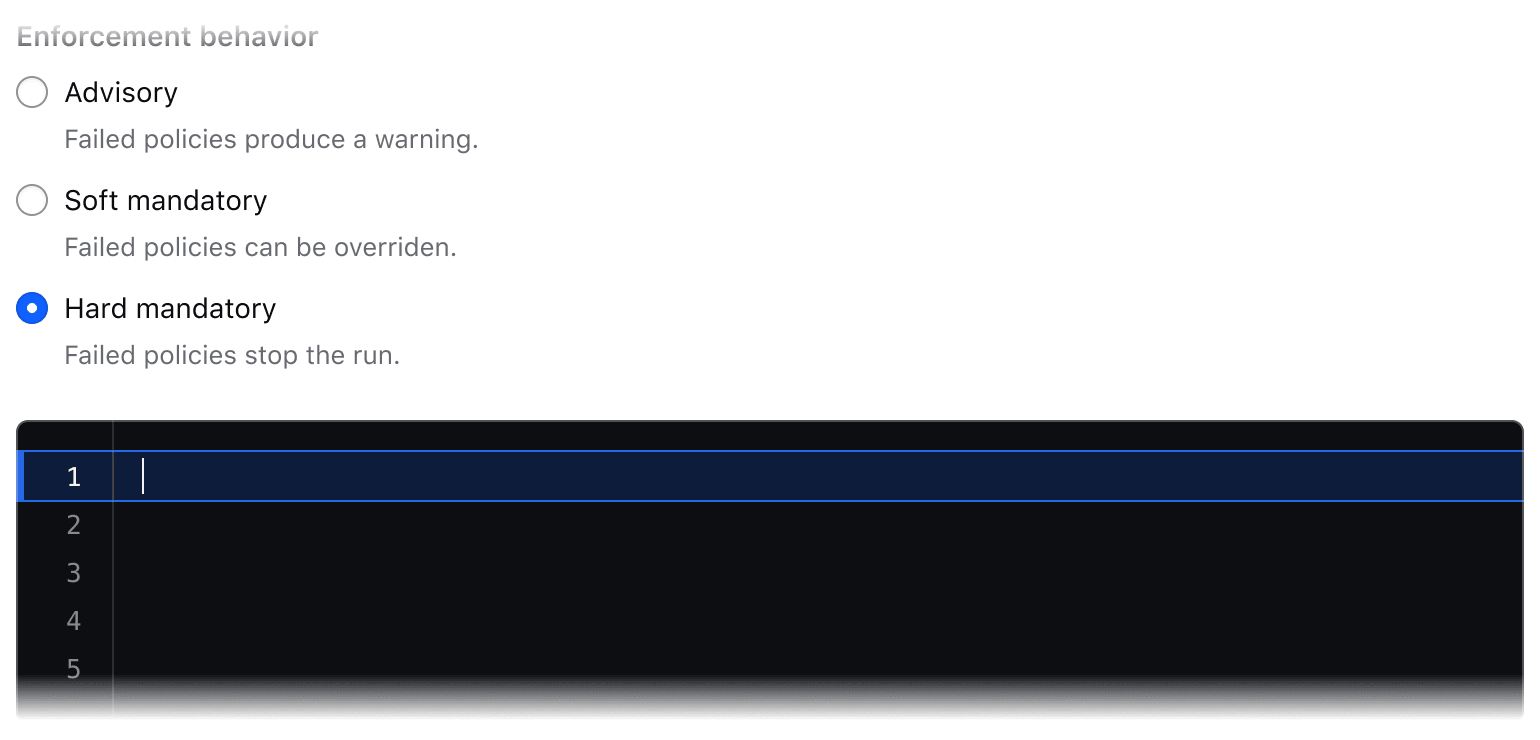 Enforcement behavior
Advisory
Failed policies produce a warning.
Soft mandatory
Failed policies can be overriden.
Hard mandatory
Failed policies stop the run.
1
2
3
4
5